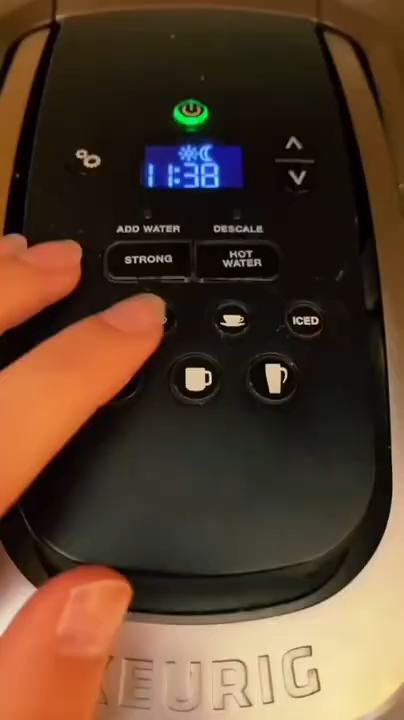 11:38
ADD WATER DESCALE
STRONG HOT WATER
ICED
KEURIG